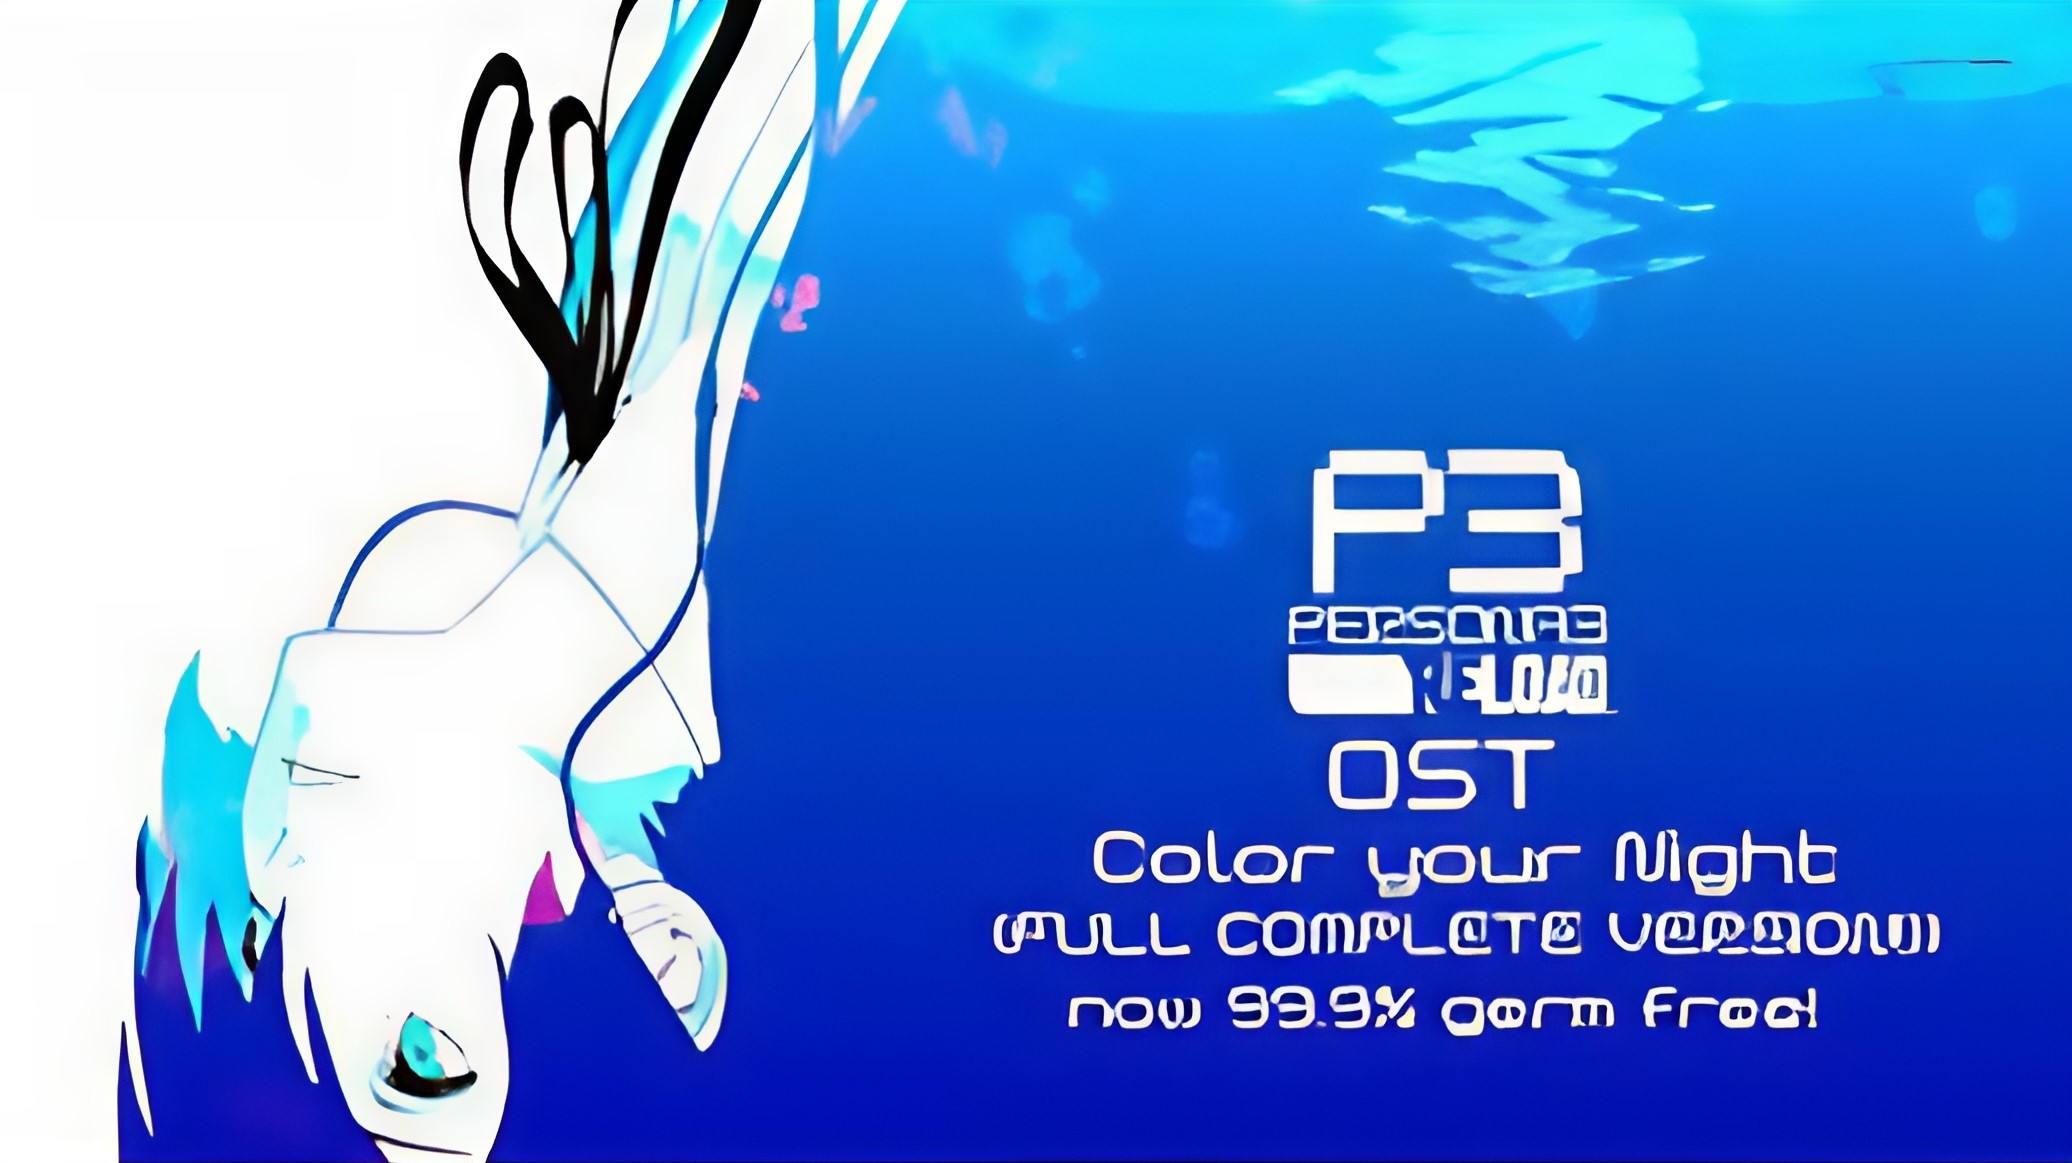 P3
PERSONA3
RELOAD
OST
Color your Night
(FULL COMPLETE VERSION)
now 99.9% germ free!